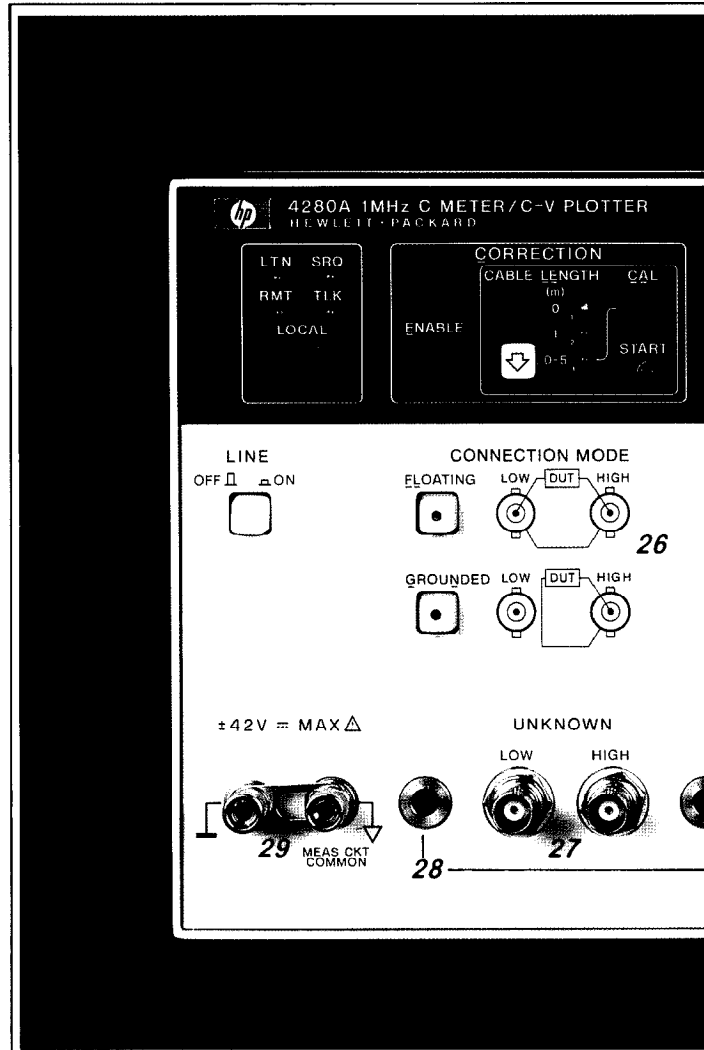 hp
4280A 1MHz C METER/C-V PLOTTER
HEWLETT·PACKARD
LTN SRQ
RMT TLK
LOCAL
CORRECTION
CABLE LENGTH CAL
(m)
0
1
0-5
ENABLE
START
LINE
OFF ON
CONNECTION MODE
FLOATING LOW DUT HIGH
26
GROUNDED LOW DUT HIGH
±42V ⎓ MAX ⚠
UNKNOWN
LOW HIGH
29
MEAS CKT
COMMON
28
27